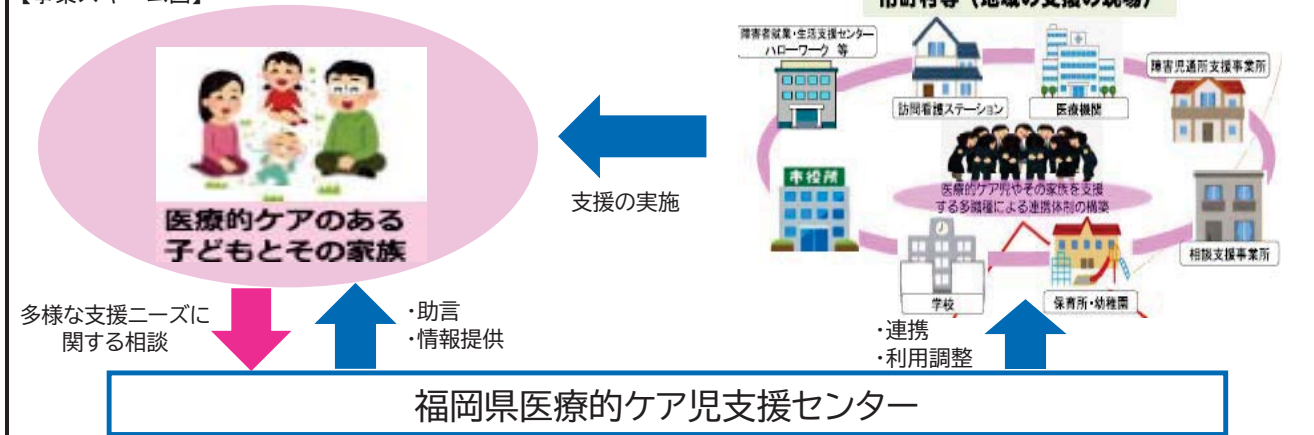 【事業スキーム図】
市町村等（地域の支援の現場）
障害者就業・生活支援センター
ハローワーク 等
訪問看護ステーション
医療機関
障害児通所支援事業所
市役所
医療的ケア児やその家族を支援
する多職種による連携体制の構築
学校
保育所・幼稚園
相談支援事業所
支援の実施
医療的ケアのある
子どもとその家族
多様な支援ニーズに
関する相談
・助言
・情報提供
・連携
・利用調整
福岡県医療的ケア児支援センター